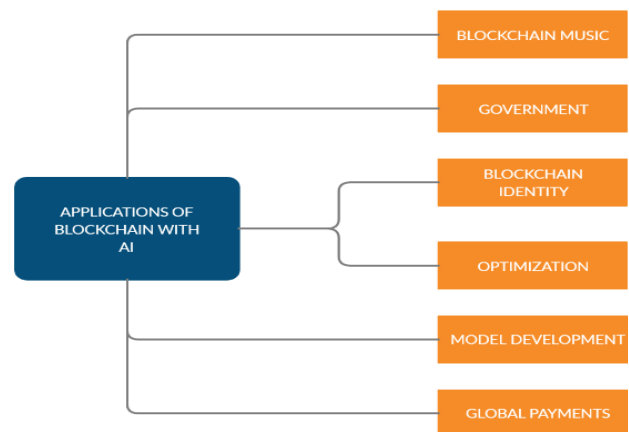 BLOCKCHAIN MUSIC
GOVERNMENT
BLOCKCHAIN
IDENTITY
APPLICATIONS OF
BLOCKCHAIN WITH
AI
OPTIMIZATION
MODEL DEVELOPMENT
GLOBAL PAYMENTS